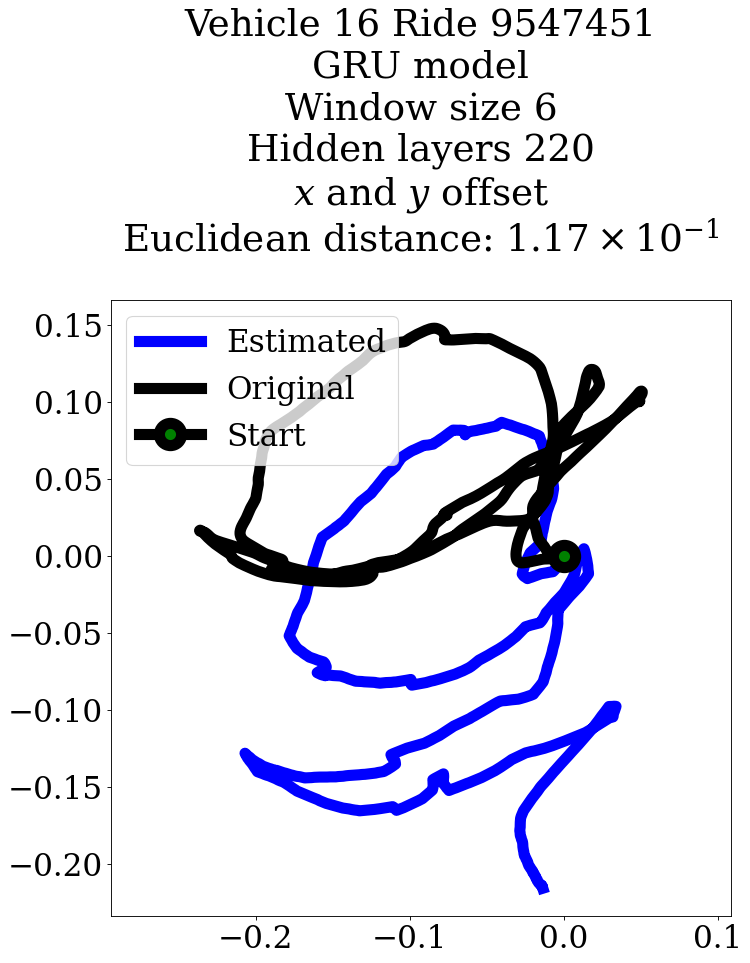 Vehicle 16 Ride 9547451
GRU model
Window size 6
Hidden layers 220
x and y offset
Euclidean distance: 1.17 × 10⁻¹
Estimated
Original
Start
0.15
0.10
0.05
0.00
−0.05
−0.10
−0.15
−0.20
−0.2
−0.1
0.0
0.1